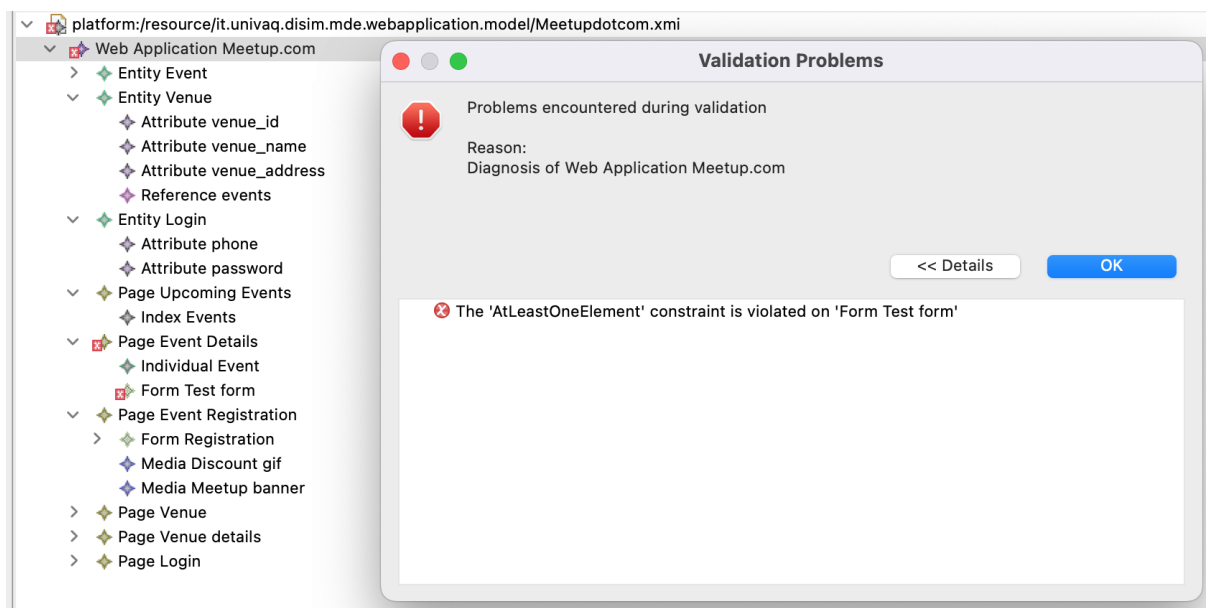 platform:/resource/it.univaq.disim.mde.webapplication.model/Meetupdotcom.xmi
Web Application Meetup.com
Entity Event
Entity Venue
Attribute venue_id
Attribute venue_name
Attribute venue_address
Reference events
Entity Login
Attribute phone
Attribute password
Page Upcoming Events
Index Events
Page Event Details
Individual Event
Form Test form
Page Event Registration
Form Registration
Media Discount gif
Media Meetup banner
Page Venue
Page Venue details
Page Login
Validation Problems
Problems encountered during validation
Reason:
Diagnosis of Web Application Meetup.com
<< Details
OK
The 'AtLeastOneElement' constraint is violated on 'Form Test form'